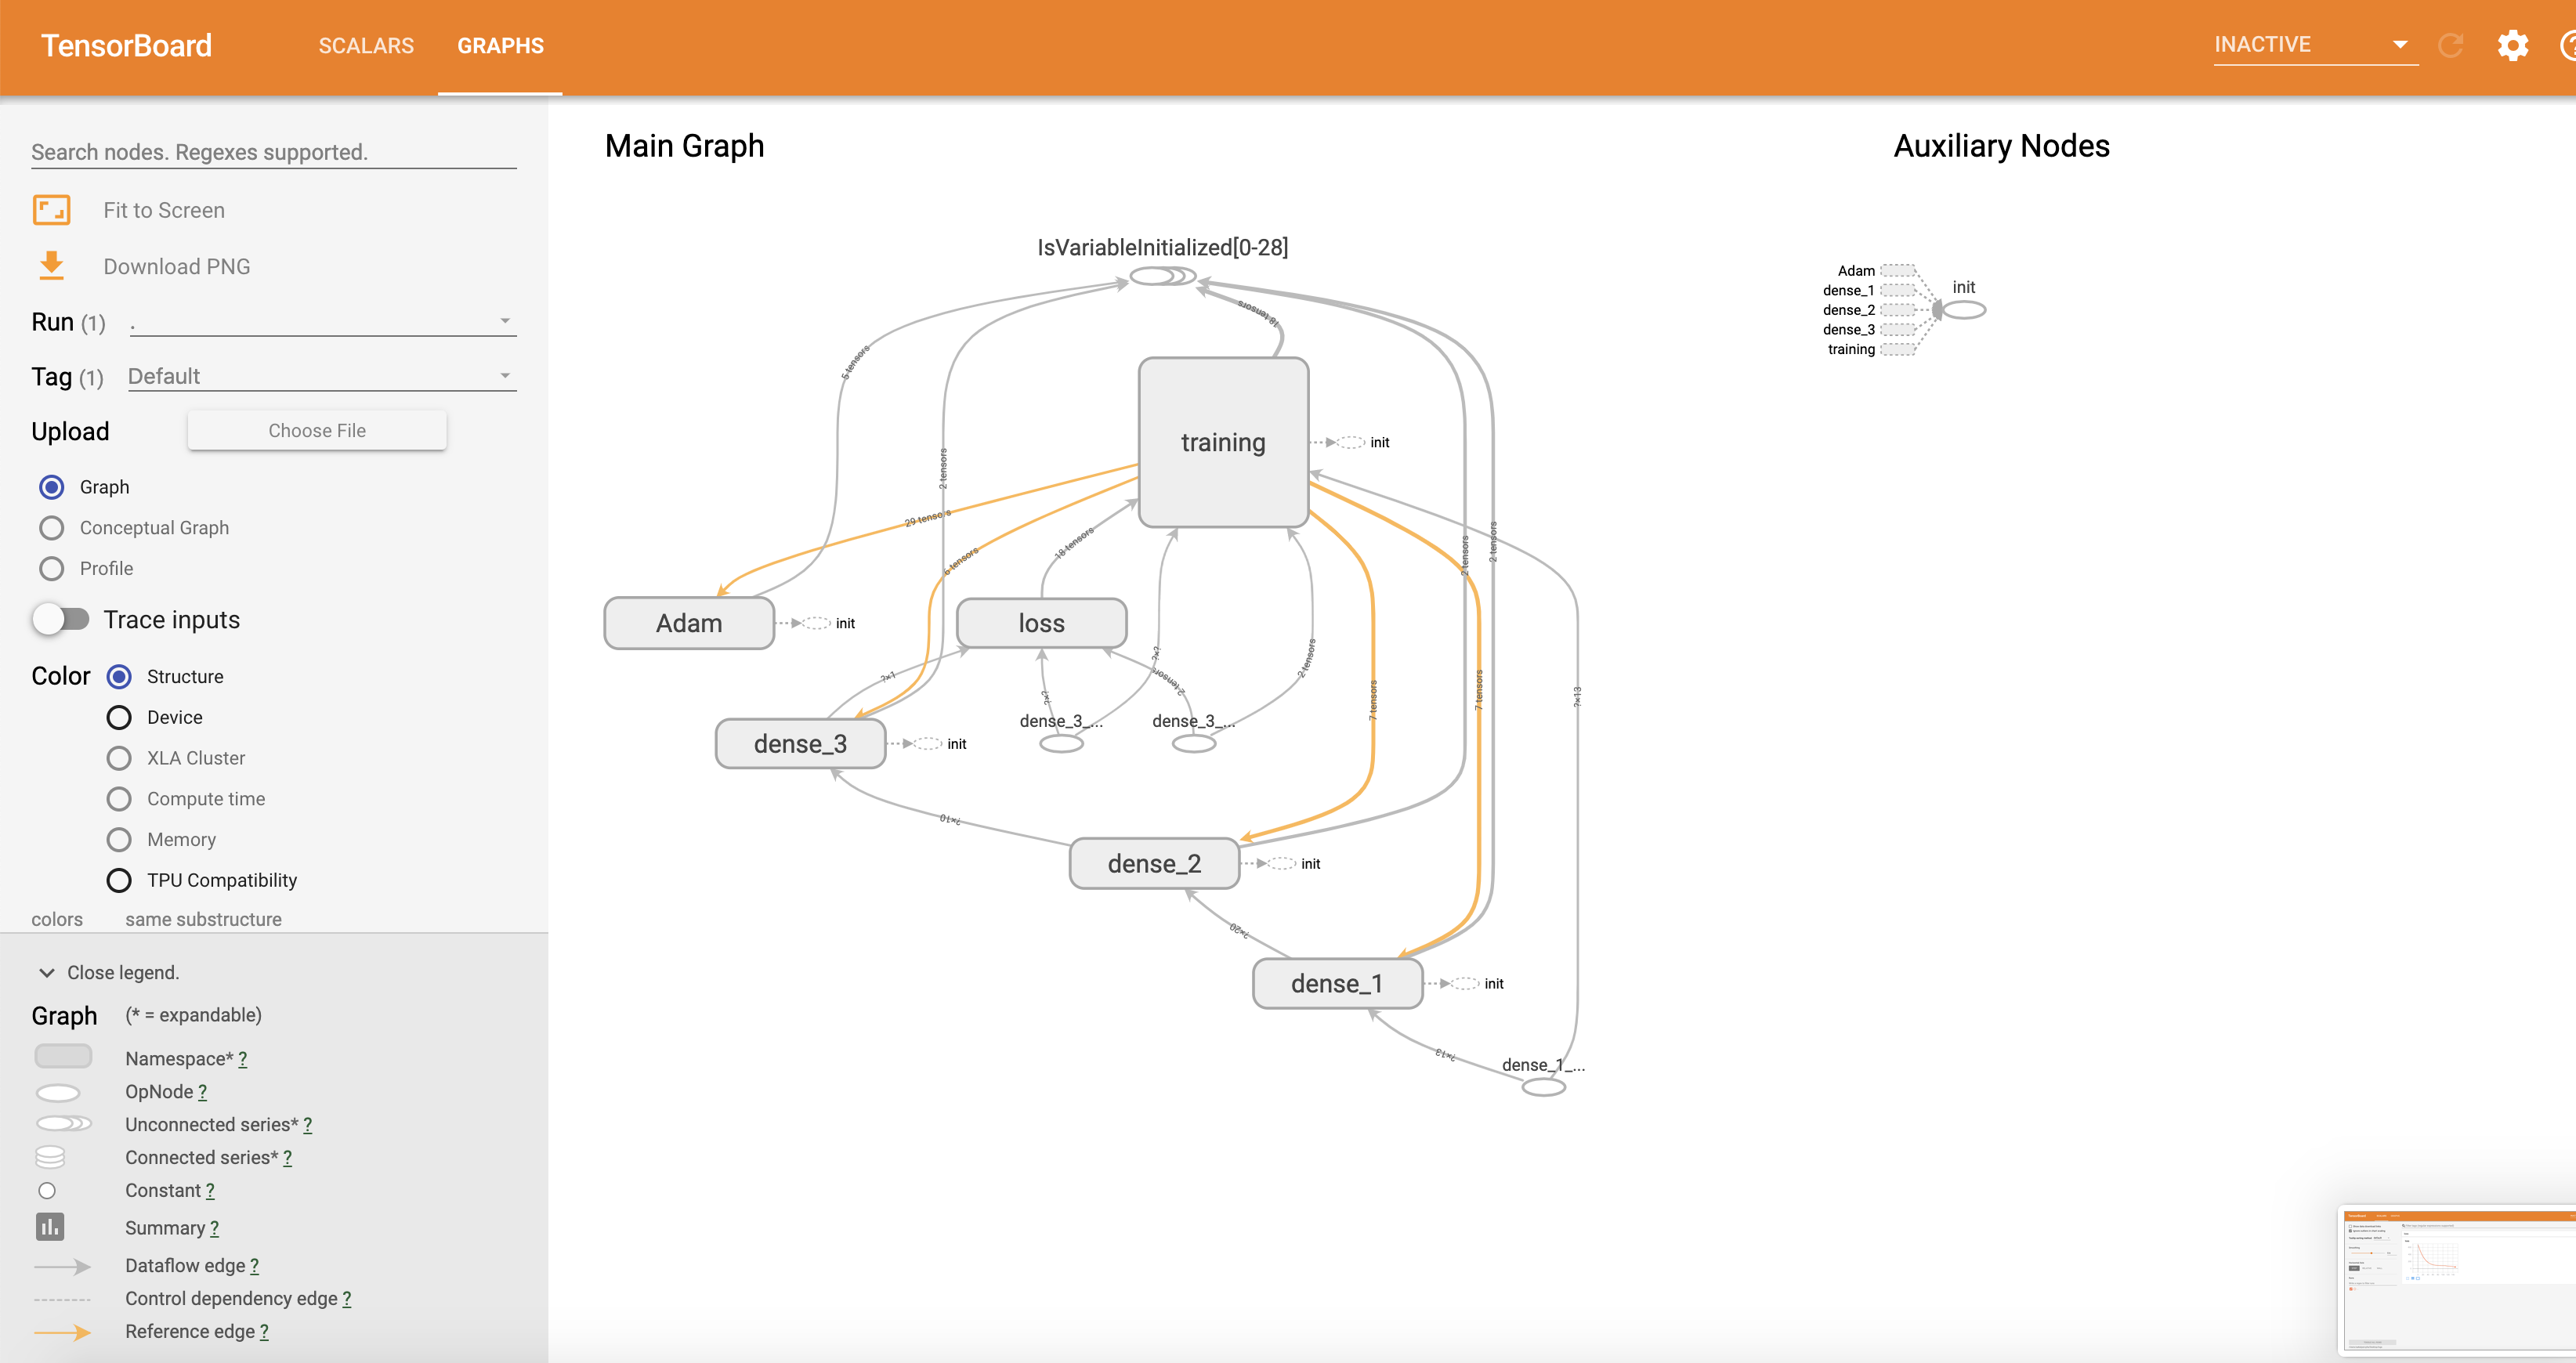 TensorBoard
SCALARS
GRAPHS
INACTIVE
Search nodes. Regexes supported.
Fit to Screen
Download PNG
Run (1) .
Tag (1) Default
Upload Choose File
Graph
Conceptual Graph
Profile
Trace inputs
Color Structure
Device
XLA Cluster
Compute time
Memory
TPU Compatibility
colors same substructure
Close legend.
Graph (* = expandable)
Namespace* ?
OpNode ?
Unconnected series* ?
Connected series* ?
Constant ?
Summary ?
Dataflow edge ?
Control dependency edge ?
Reference edge ?
Main Graph
IsVariableInitialized[0-28]
18 tensors
5 tensors
2 tensors
training
init
29 tensors
6 tensors
18 tensors
2 tensors
2 tensors
Adam
init
loss
?×?
2 tensors
?×1
?×?
2 tensors
7 tensors
7 tensors
?×13
dense_3_...
dense_3_...
dense_3
init
?×10
dense_2
init
?×20
dense_1
init
?×13
dense_1_...
Auxiliary Nodes
Adam
dense_1
dense_2
dense_3
training
init